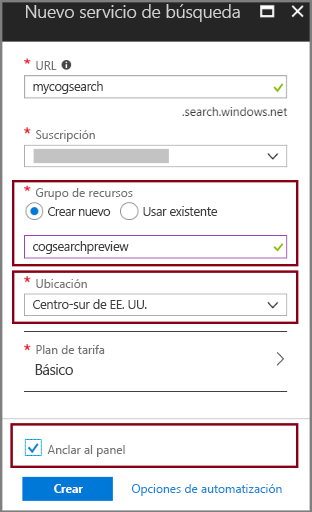 Nuevo servicio de búsqueda
* URL
mycogsearch
.search.windows.net
* Suscripción
* Grupo de recursos
Crear nuevo Usar existente
cogsearchpreview
* Ubicación
Centro-sur de EE. UU.
* Plan de tarifa
Básico
Anclar al panel
Crear Opciones de automatización